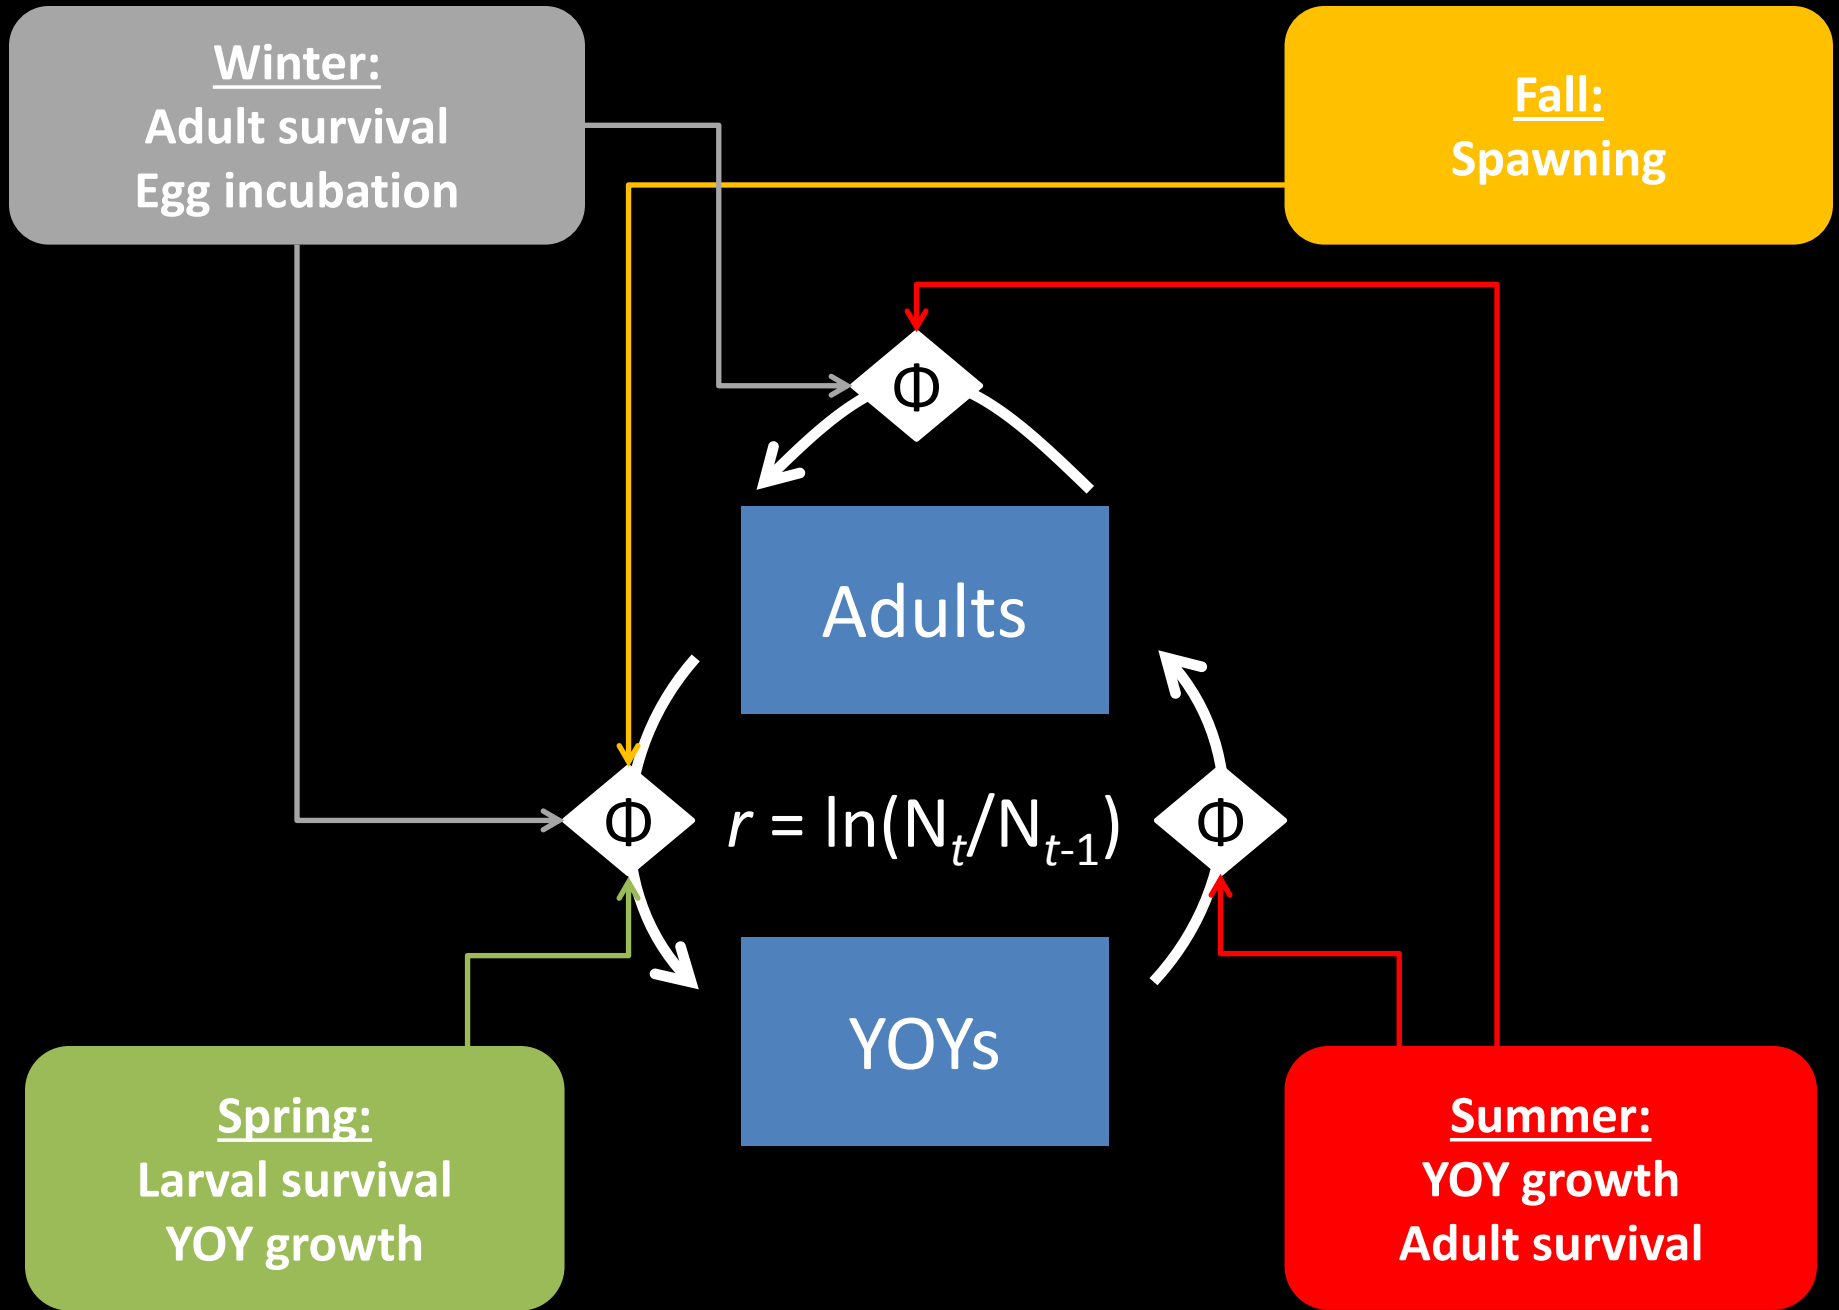 Winter:
Adult survival
Egg incubation
Fall:
Spawning
Φ
Adults
Φ
r = ln(Nt/Nt-1)
Φ
YOYs
Spring:
Larval survival
YOY growth
Summer:
YOY growth
Adult survival